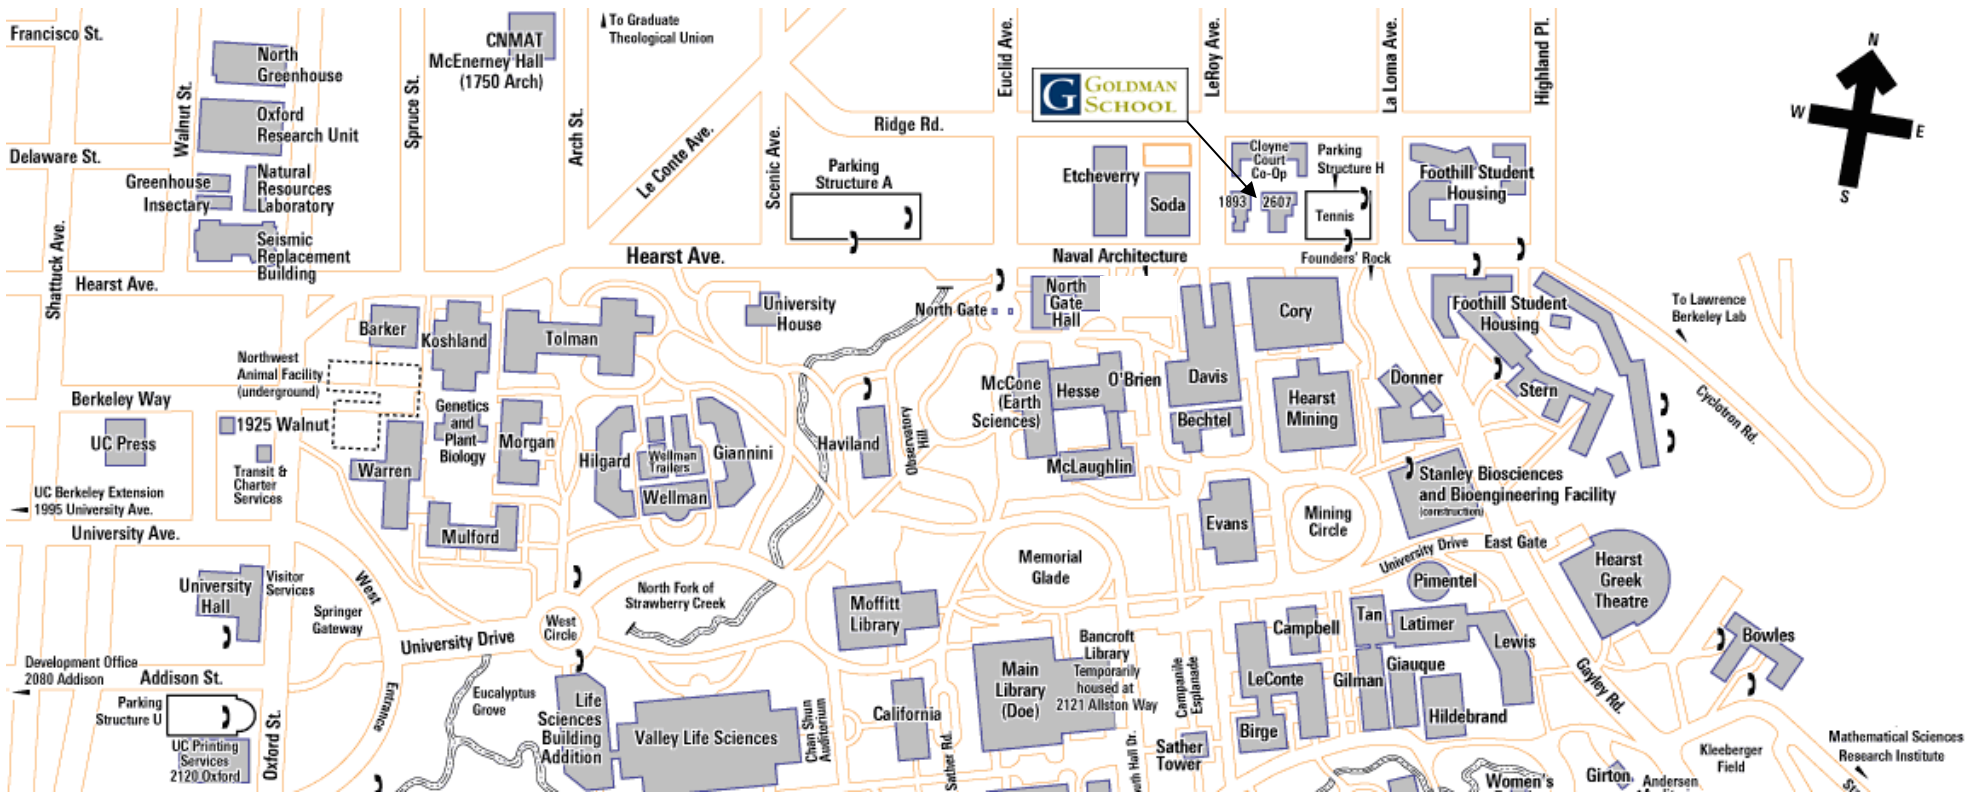 Francisco St.
North
Greenhouse
CNMAT
McEnerney Hall
(1750 Arch)
To Graduate
Theological Union
Euclid Ave.
LeRoy Ave.
La Loma Ave.
Highland Pl.
N
W
E
S
G GOLDMAN
SCHOOL
Walnut St.
Spruce St.
Arch St.
Le Conte Ave.
Scenic Ave.
Ridge Rd.
Oxford
Research Unit
Delaware St.
Greenhouse
Insectary
Natural
Resources
Laboratory
Seismic
Replacement
Building
Parking
Structure A
Etcheverry
Soda
Cloyne
Court
Co-Op
1893
2607
Parking
Structure H
Tennis
Foothill Student
Housing
Shattuck Ave.
Hearst Ave.
Hearst Ave.
Naval Architecture
Founders' Rock
Barker
Koshland
Tolman
University
House
North Gate
North
Gate
Hall
Cory
Foothill Student
Housing
To Lawrence
Berkeley Lab
Northwest
Animal Facility
(underground)
McCone
(Earth
Sciences)
Hesse
O'Brien
Davis
Hearst
Mining
Donner
Stern
Cyclotron Rd.
Berkeley Way
UC Press
1925 Walnut
Transit &
Charter
Services
Genetics
and
Plant
Biology
Morgan
Warren
Hilgard
Wellman
Trailers
Wellman
Giannini
Haviland
Observatory
Hill
McLaughlin
Bechtel
Stanley Biosciences
and Bioengineering Facility
(construction)
UC Berkeley Extension
1995 University Ave.
University Ave.
Mulford
Evans
Mining
Circle
Memorial
Glade
University Drive
East Gate
Hearst
Greek
Theatre
University
Hall
Visitor
Services
West
Springer
Gateway
University Drive
West
Circle
North Fork of
Strawberry Creek
Moffitt
Library
Pimentel
Tan
Latimer
Lewis
Campbell
Bowles
Development Office
2080 Addison
Addison St.
Parking
Structure U
UC Printing
Services
2120 Oxford
Oxford St.
Entrance
Eucalyptus
Grove
Life
Sciences
Building
Addition
Valley Life Sciences
Chan Shun
Auditorium
California
Sather Rd.
Main
Library
(Doe)
Bancroft
Library
Temporarily
housed at
2121 Allston Way
Campanile
Esplanade
Sather
Tower
LeConte
Birge
Gilman
Giauque
Hildebrand
Gayley Rd.
Kleeberger
Field
Mathematical Sciences
Research Institute
Women's
Girton
Andersen